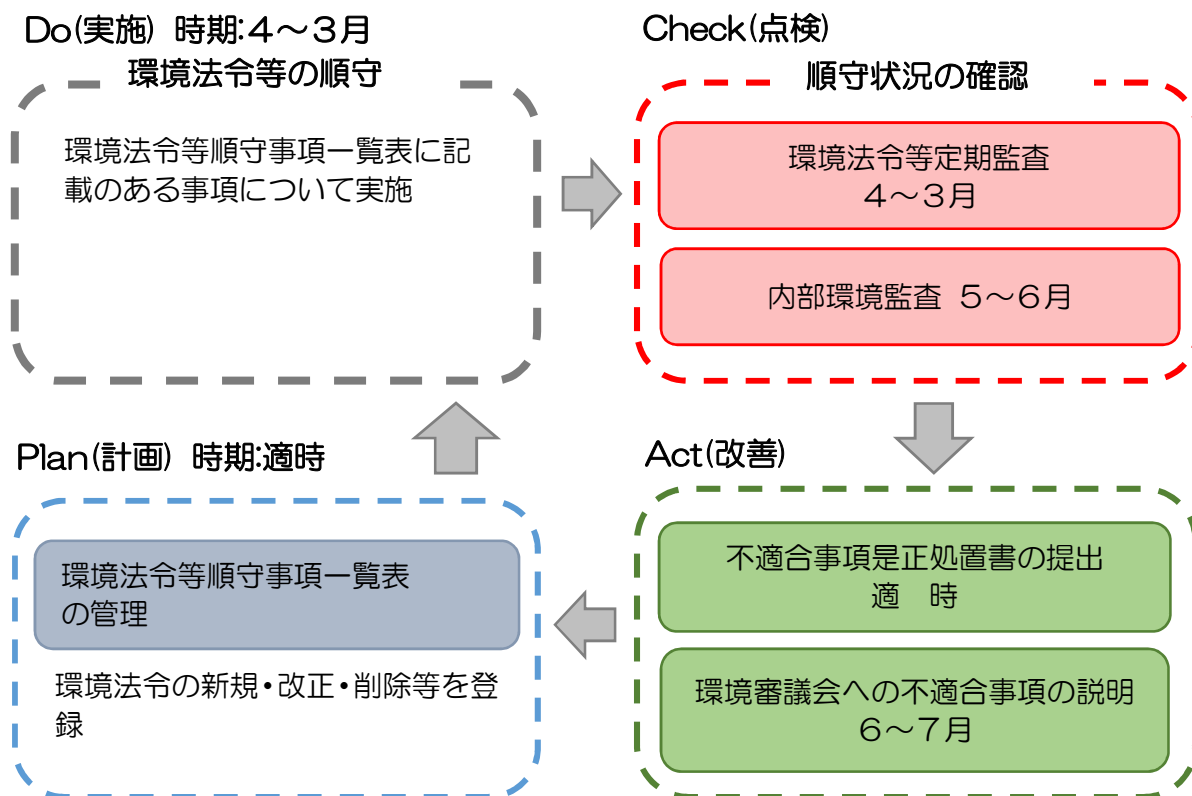 Do(実施) 時期:4～3月
環境法令等の順守
環境法令等順守事項一覧表に記
載のある事項について実施
Check(点検)
順守状況の確認
環境法令等定期監査
４～３月
内部環境監査 ５～６月
Plan(計画) 時期:適時
環境法令等順守事項一覧表
の管理
環境法令の新規・改正・削除等を登
録
Act(改善)
不適合事項是正処置書の提出
適　時
環境審議会への不適合事項の説明
６～７月